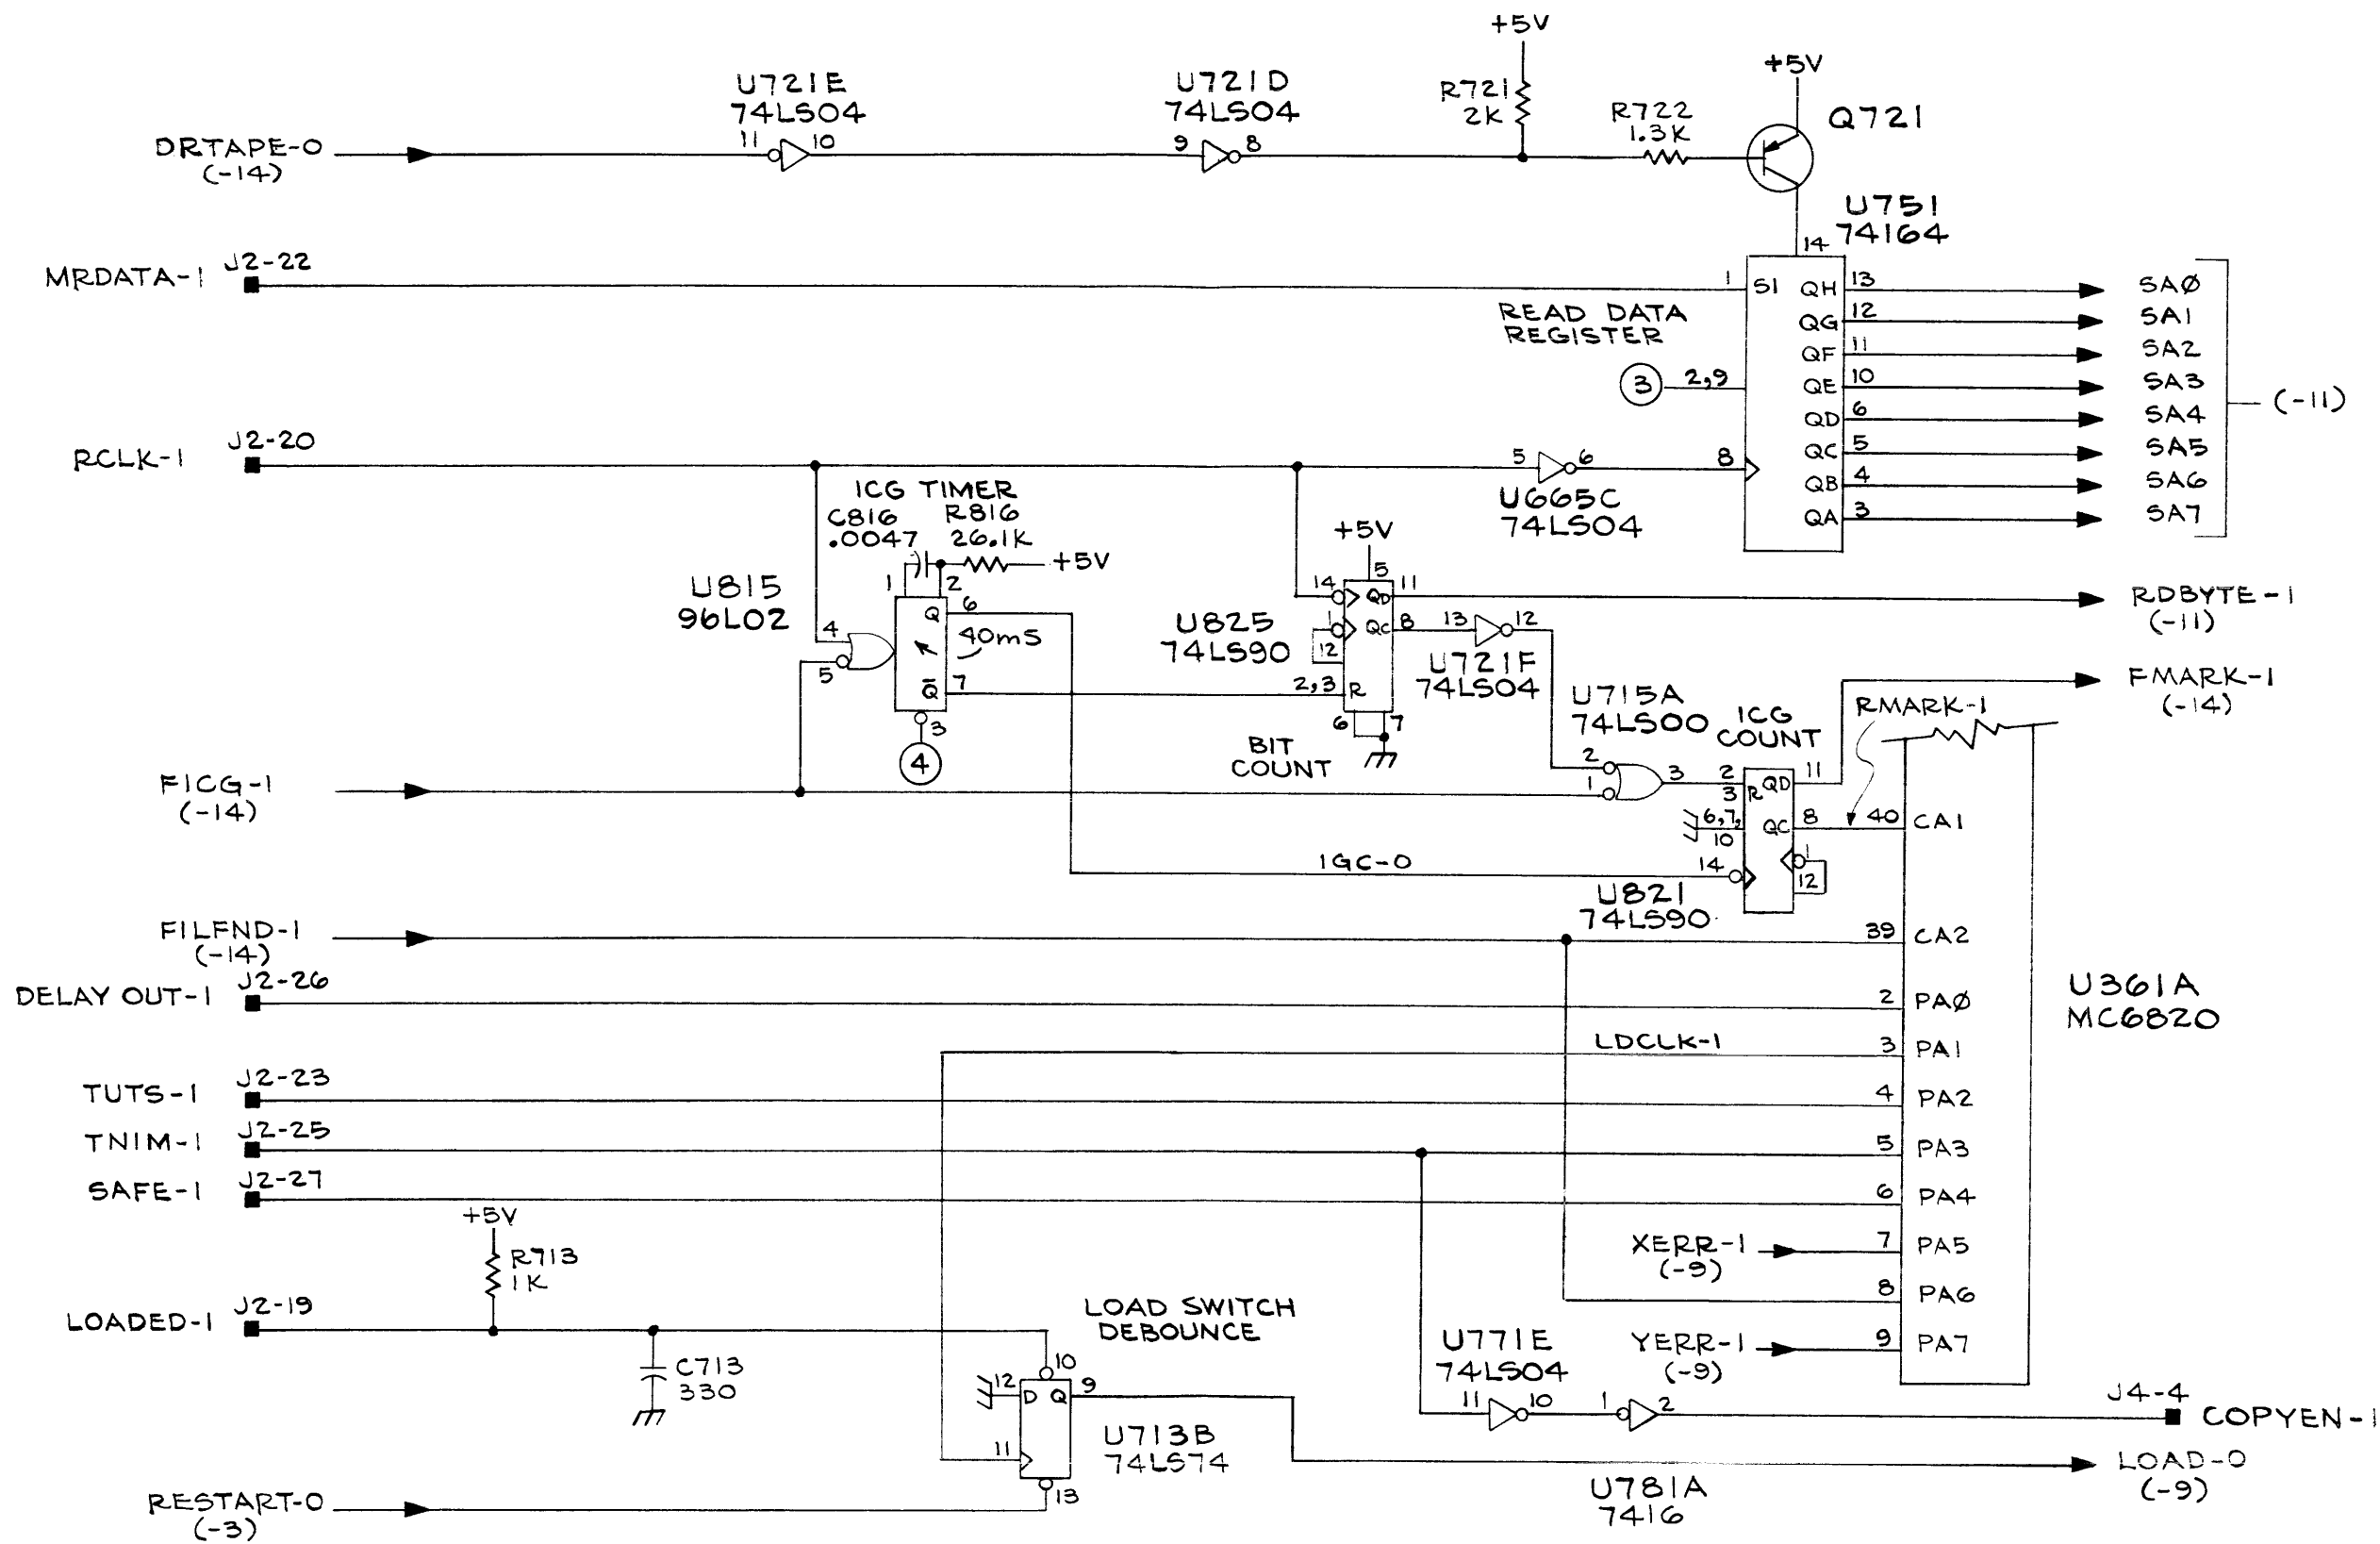 +5V
+5V
U721E
74LS04
U721D
74LS04
R721
2K
R722
1.3K
Q721
DRTAPE-0
(-14)
11
10
9
8
U751
74164
14
MRDATA-1
J2-22
1
SI
QH
13
SAØ
QG
12
SA1
READ DATA
REGISTER
QF
11
SA2
3
2,9
QE
10
SA3
(-11)
QD
6
SA4
RCLK-1
J2-20
5
6
8
QC
5
SA5
QB
4
SA6
QA
3
SA7
U665C
74LS04
ICG TIMER
C816
.0047
R816
26.1K
+5V
1
2
U815
96L02
4
5
Q
6
40mS
Q̄
7
3
4
+5V
5
14
QD
11
RDBYTE-1
(-11)
U825
74LS90
1
12
QC
8
13
12
U721F
74LS04
2,3
R
6
7
BIT
COUNT
U715A
74LS00
2
1
3
ICG
COUNT
RMARK-1
FMARK-1
(-14)
FICG-1
(-14)
2
3
R
QD
11
6,7,
10
QC
8
40
CA1
IGC-0
14
1
12
U821
74LS90
FILFND-1
(-14)
39
CA2
DELAY OUT-1
J2-26
2
PAØ
U361A
MC6820
LDCLK-1
3
PA1
TUTS-1
J2-23
4
PA2
TNIM-1
J2-25
5
PA3
SAFE-1
J2-27
6
PA4
+5V
R713
1K
XERR-1
(-9)
7
PA5
8
PA6
LOADED-1
J2-19
LOAD SWITCH
DEBOUNCE
YERR-1
(-9)
9
PA7
C713
330
10
12
D
Q
9
11
13
U713B
74LS74
U771E
74LS04
11
10
1
2
J4-4
COPYEN-1
LOAD-0
(-9)
U781A
7416
RESTART-0
(-3)